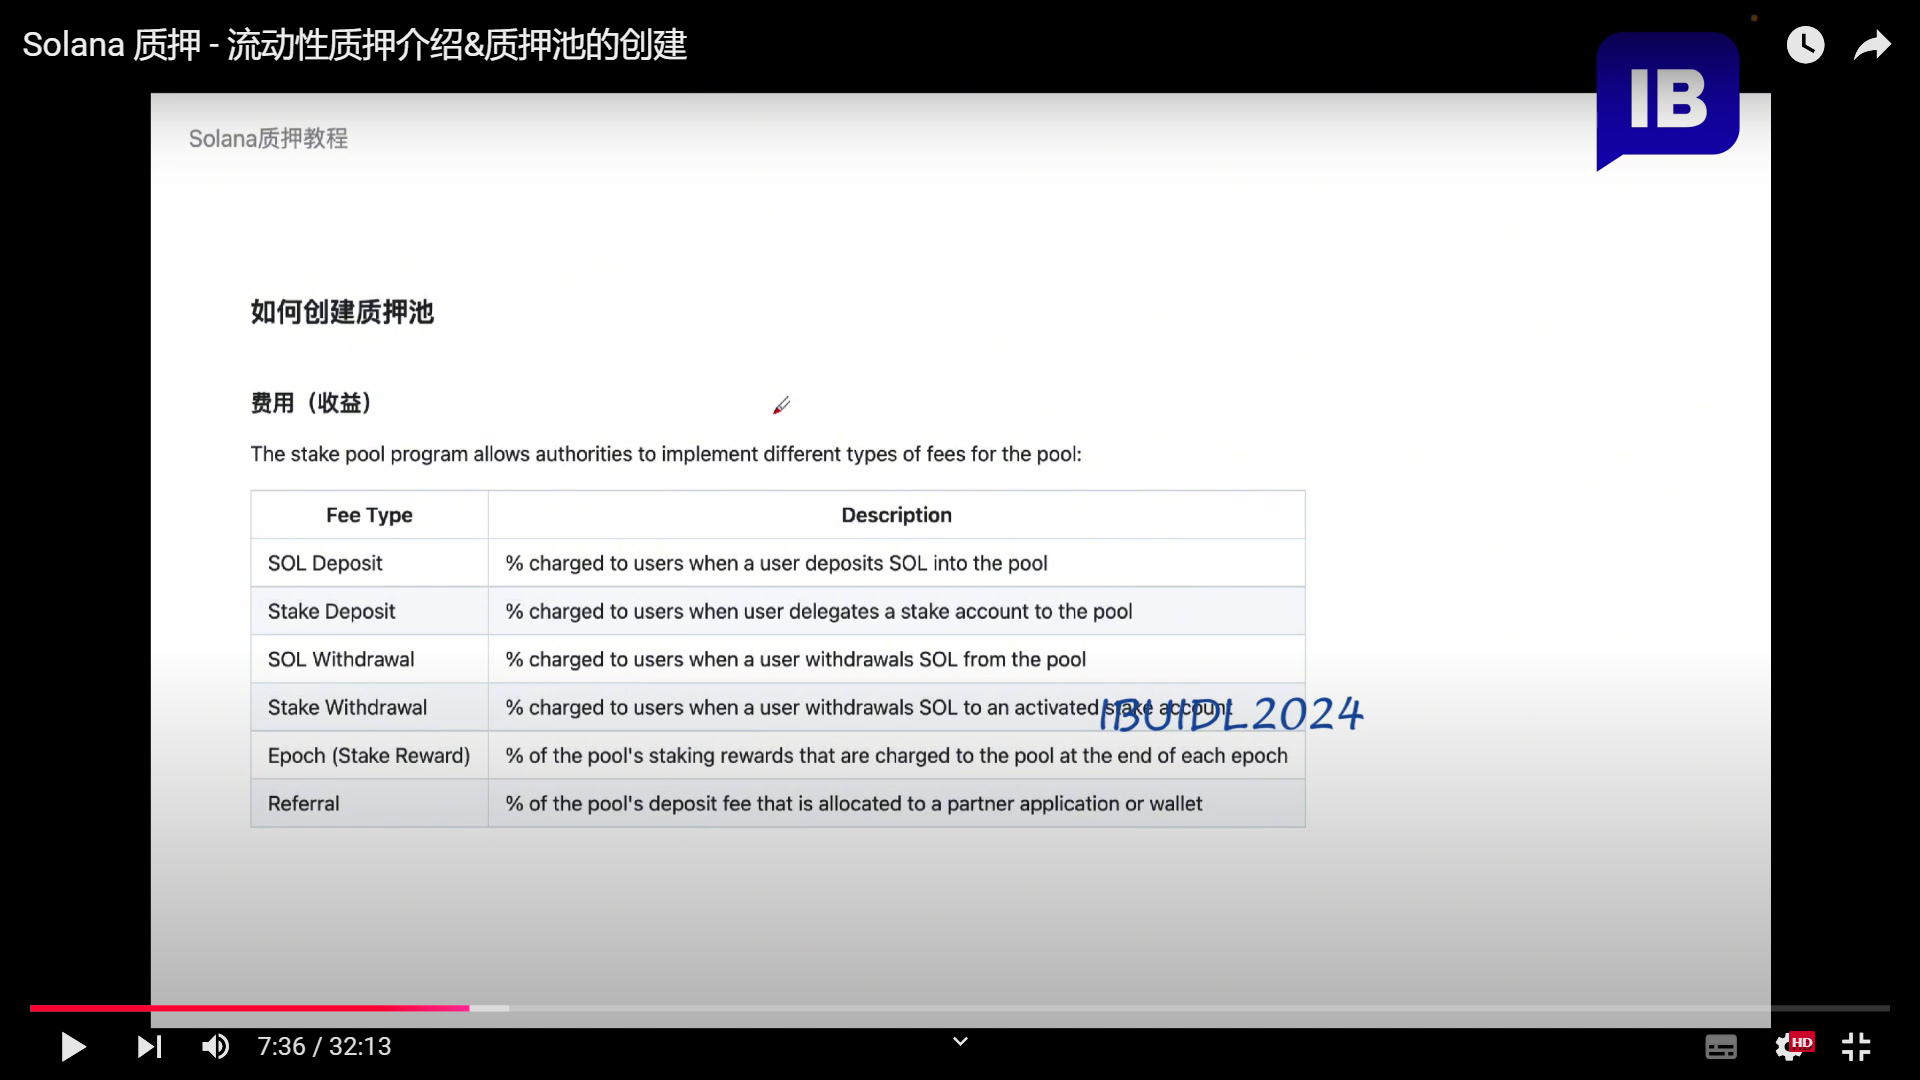 Solana 质押 - 流动性质押介绍&质押池的创建
IB
Solana质押教程
如何创建质押池
费用（收益）
The stake pool program allows authorities to implement different types of fees for the pool:
Fee Type Description
SOL Deposit % charged to users when a user deposits SOL into the pool
Stake Deposit % charged to users when user delegates a stake account to the pool
SOL Withdrawal % charged to users when a user withdrawals SOL from the pool
Stake Withdrawal % charged to users when a user withdrawals SOL to an activated stake account
IBUIDL2024
Epoch (Stake Reward) % of the pool's staking rewards that are charged to the pool at the end of each epoch
Referral % of the pool's deposit fee that is allocated to a partner application or wallet
7:36 / 32:13
HD